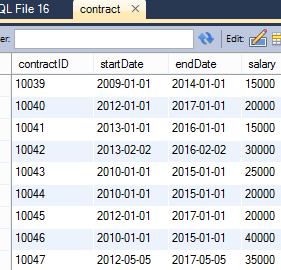 QL File 16 contract ×
er: Edit:
contractID startDate endDate salary
10039 2009-01-01 2014-01-01 15000
10040 2012-01-01 2017-01-01 20000
10041 2013-01-01 2016-01-01 15000
10042 2013-02-02 2016-02-02 30000
10043 2010-01-01 2015-01-01 25000
10044 2010-01-01 2015-01-01 20000
10045 2012-01-01 2017-01-01 20000
10046 2010-01-01 2015-01-01 40000
10047 2012-05-05 2017-05-05 35000